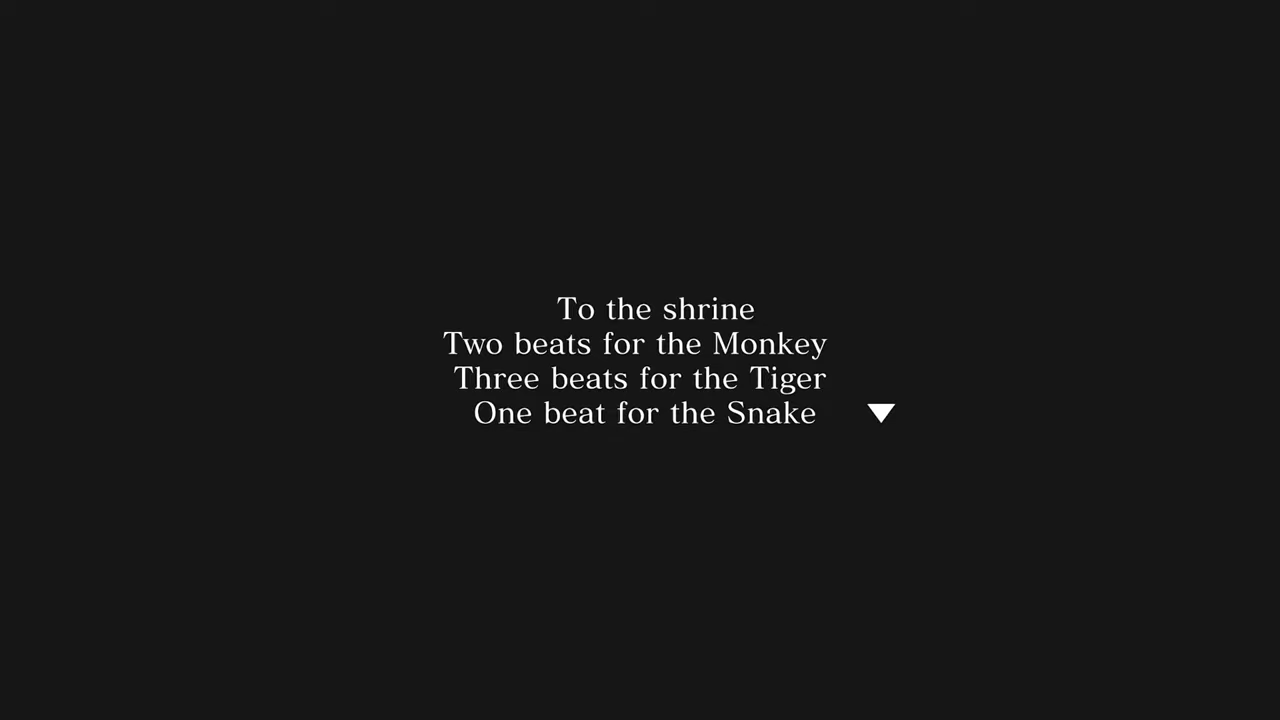 To the shrine
Two beats for the Monkey
Three beats for the Tiger
One beat for the Snake